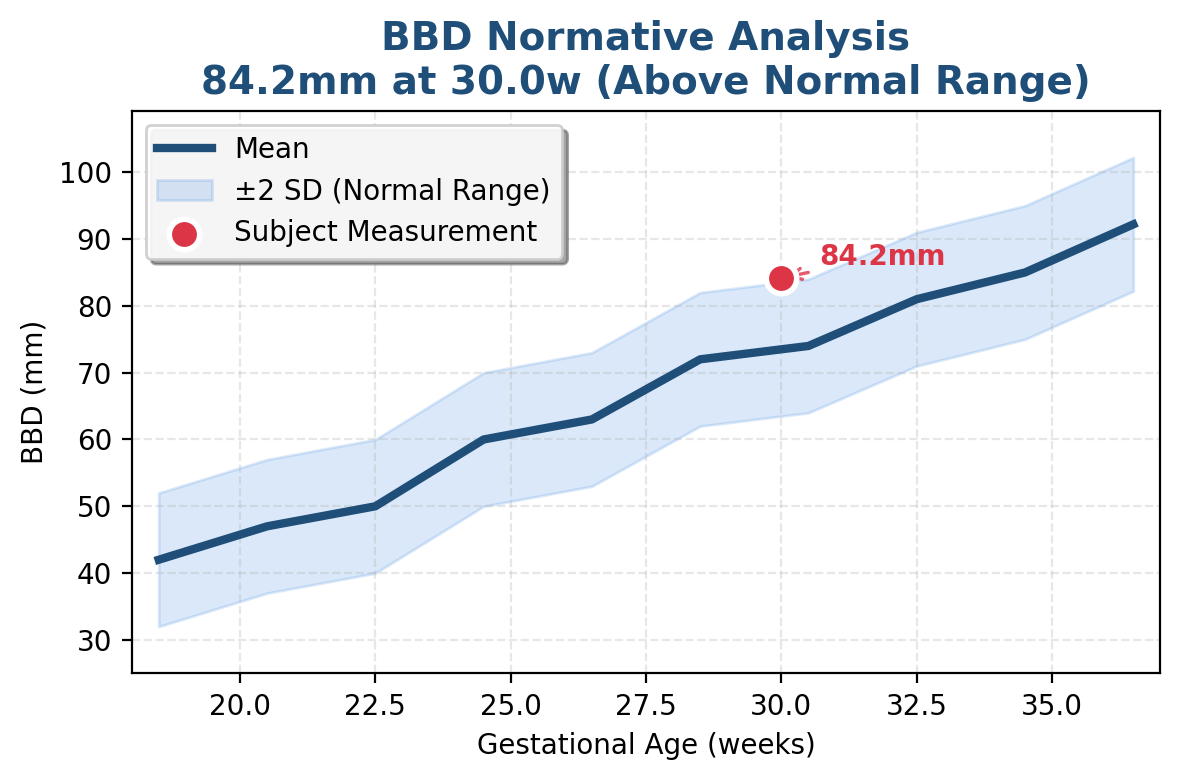 BBD Normative Analysis
84.2mm at 30.0w (Above Normal Range)
Mean
±2 SD (Normal Range)
Subject Measurement
84.2mm
BBD (mm)
100
90
80
70
60
50
40
30
20.0 22.5 25.0 27.5 30.0 32.5 35.0
Gestational Age (weeks)